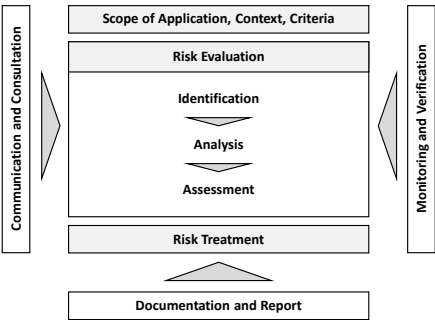 Scope of Application, Context, Criteria
Communication and Consultation
Risk Evaluation
Identification
Analysis
Assessment
Monitoring and Verification
Risk Treatment
Documentation and Report